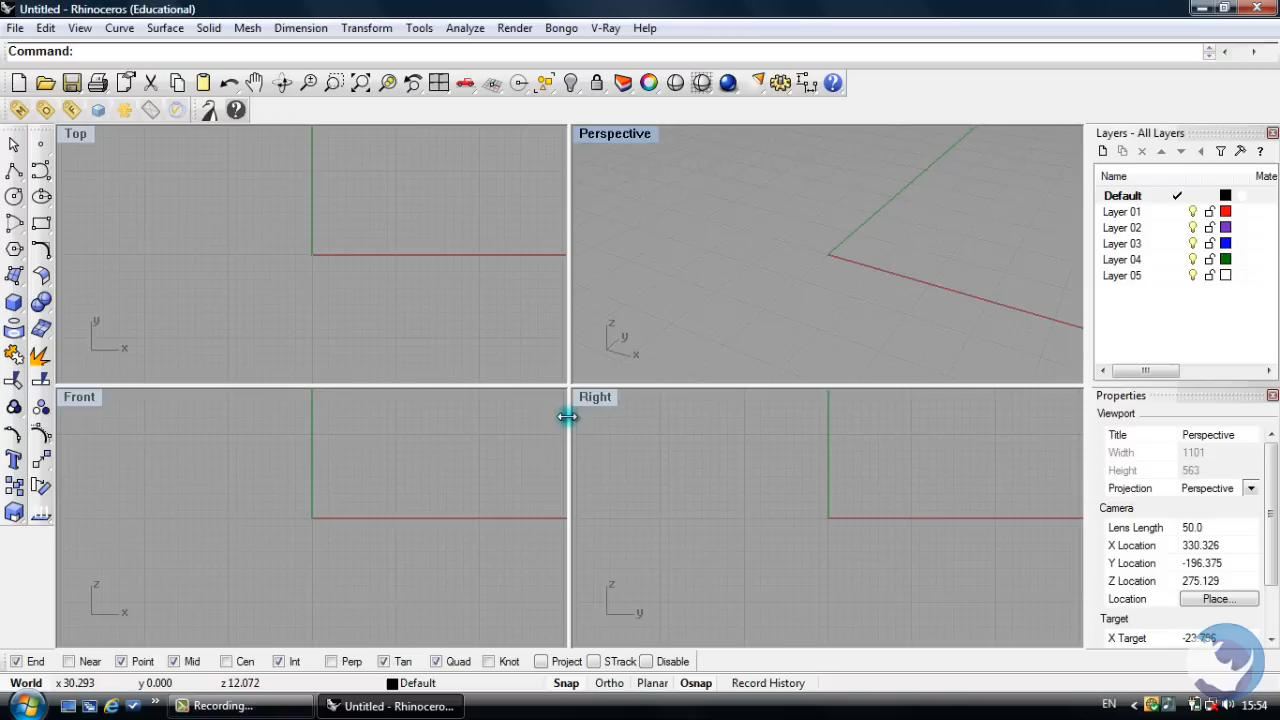 Untitled - Rhinoceros (Educational)
File Edit View Curve Surface Solid Mesh Dimension Transform Tools Analyze Render Bongo V-Ray Help
Command:
Top
Perspective
Layers - All Layers
Name Mate
Default
Layer 01
Layer 02
Layer 03
Layer 04
Layer 05
y
x
z
y
x
Front
Right
Properties
Viewport
Title Perspective
Width 1101
Height 563
Projection Perspective
Camera
Lens Length 50.0
X Location 330.326
Y Location -196.375
Z Location 275.129
Location Place...
Target
X Target -23.796
z
x
z
y
End Near Point Mid Cen Int Perp Tan Quad Knot Project STrack Disable
World x 30.293 y 0.000 z 12.072 Default Snap Ortho Planar Osnap Record History
Recording... Untitled - Rhinocero... EN 15:54